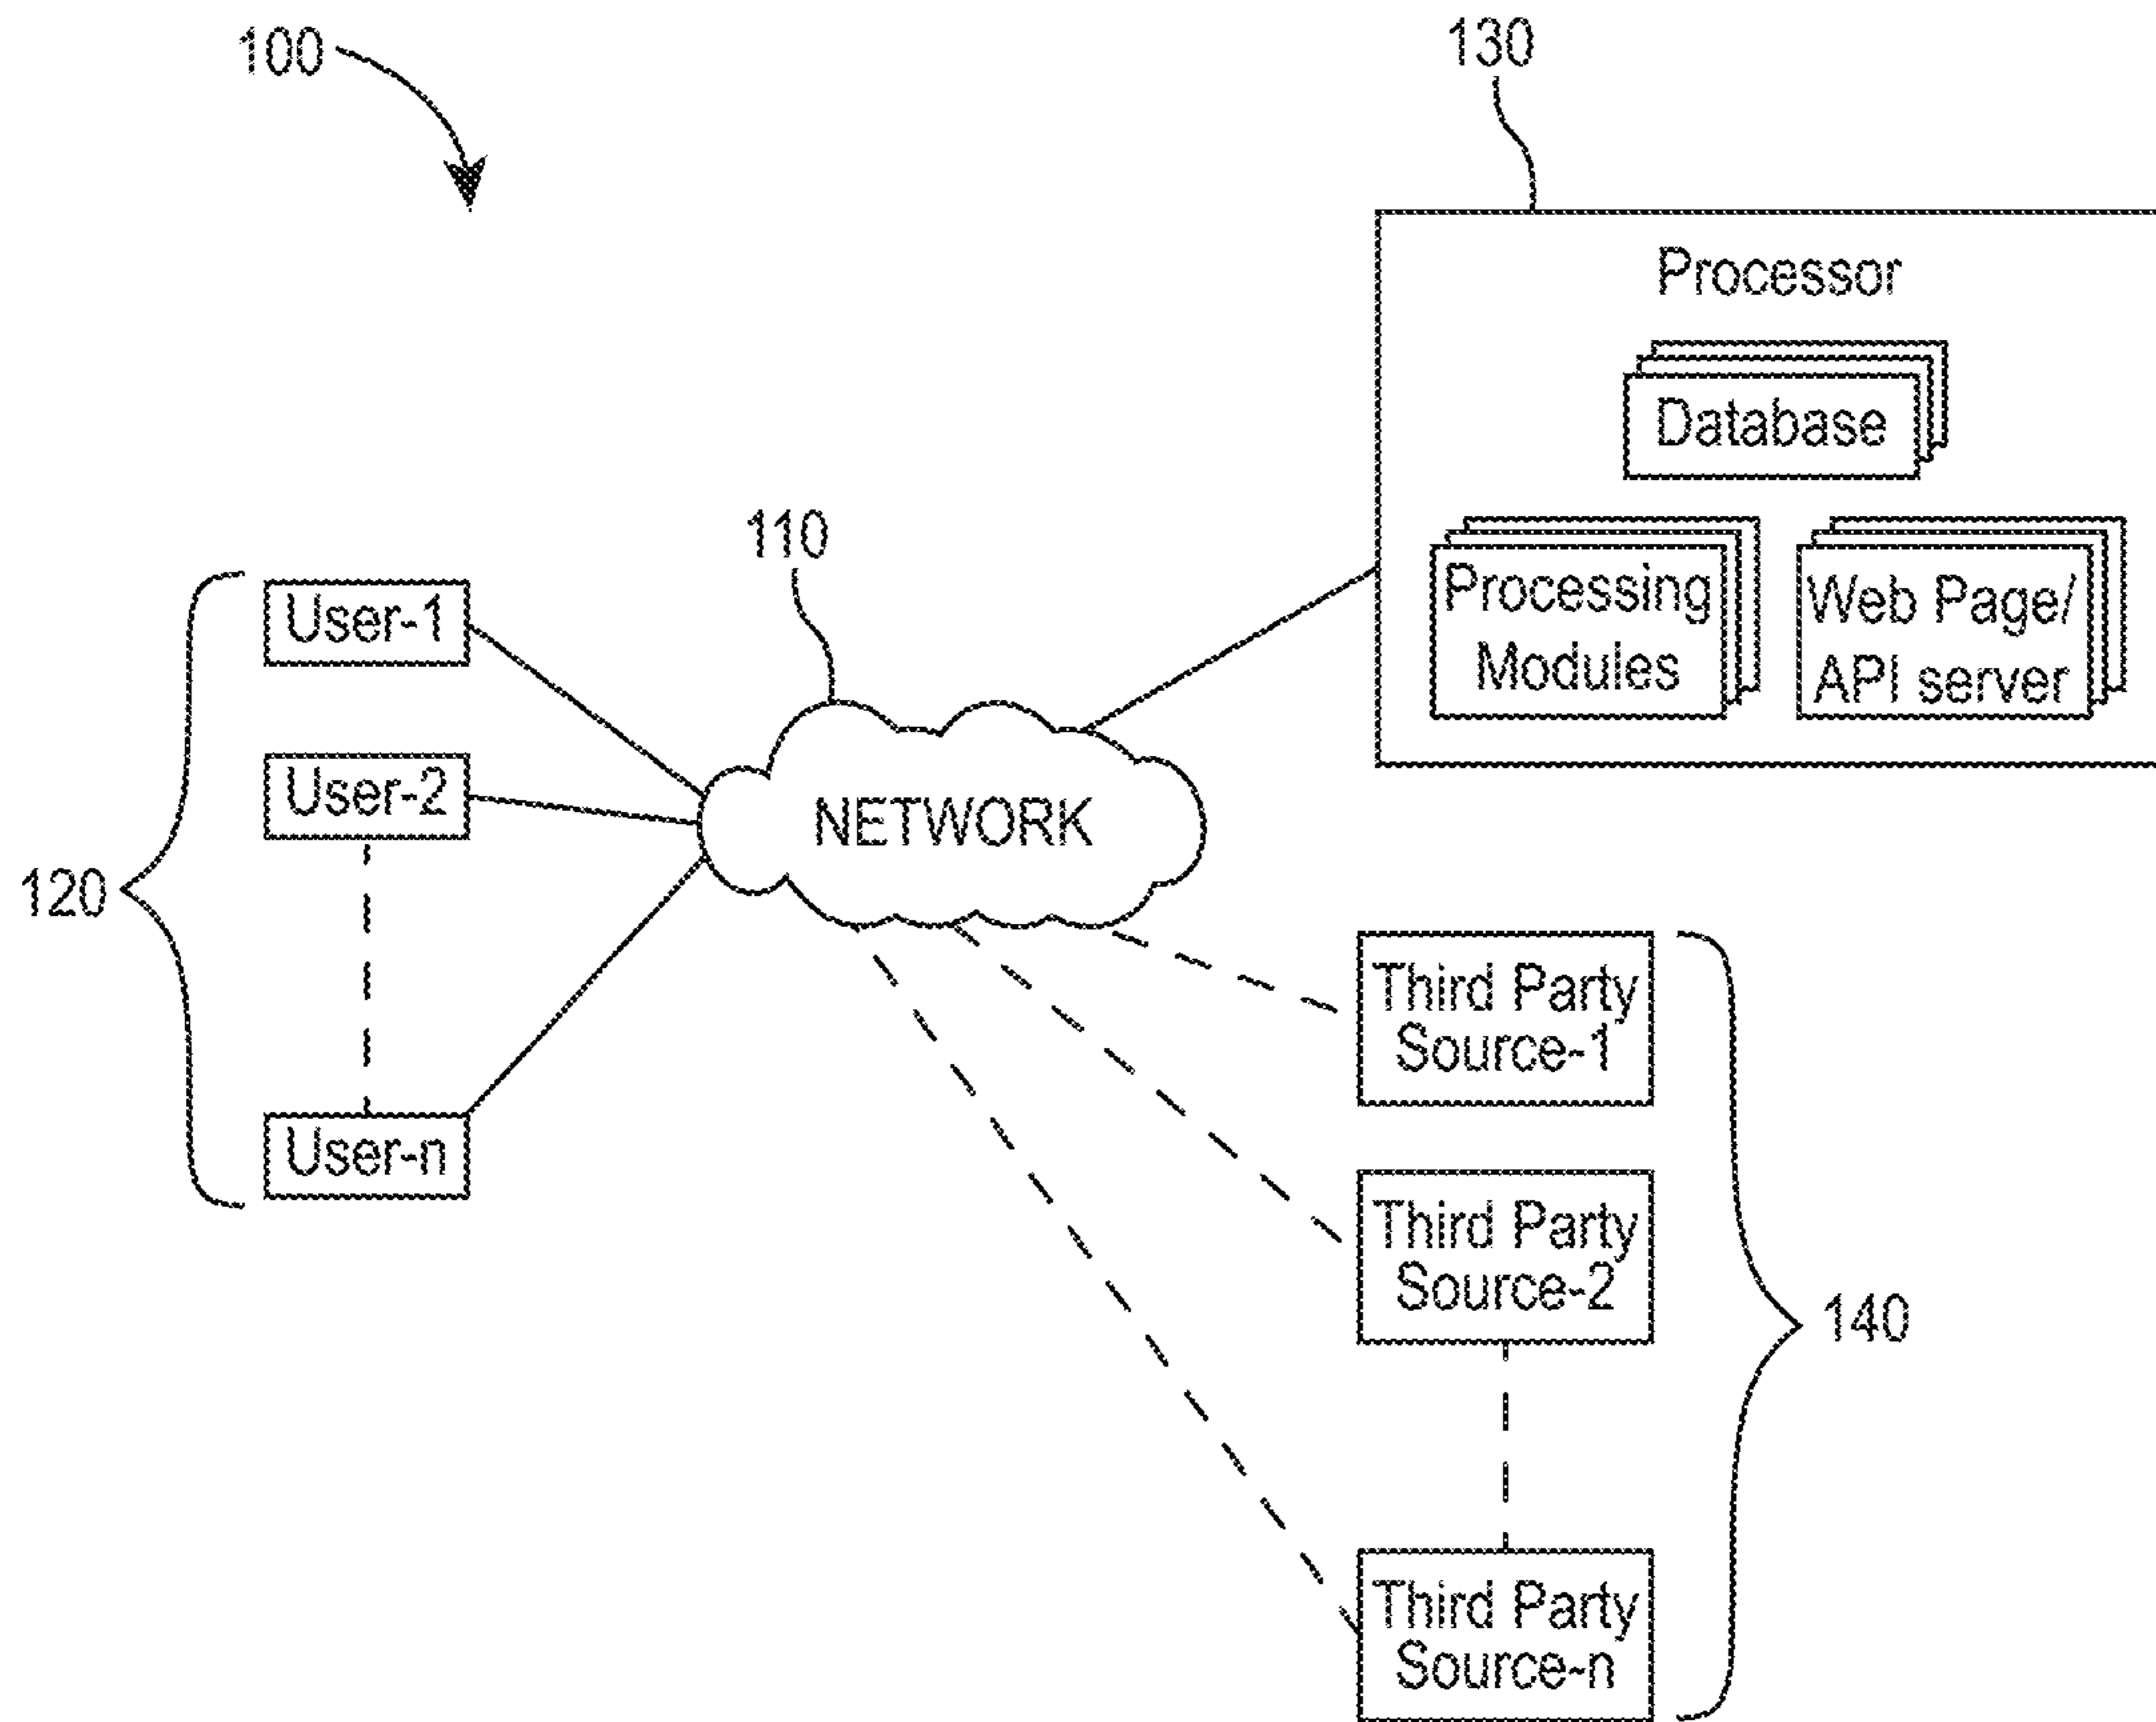 100
130
Processor
Database
Processing
Modules
Web Page/
API server
110
User-1
User-2
User-n
120
NETWORK
Third Party
Source-1
Third Party
Source-2
Third Party
Source-n
140